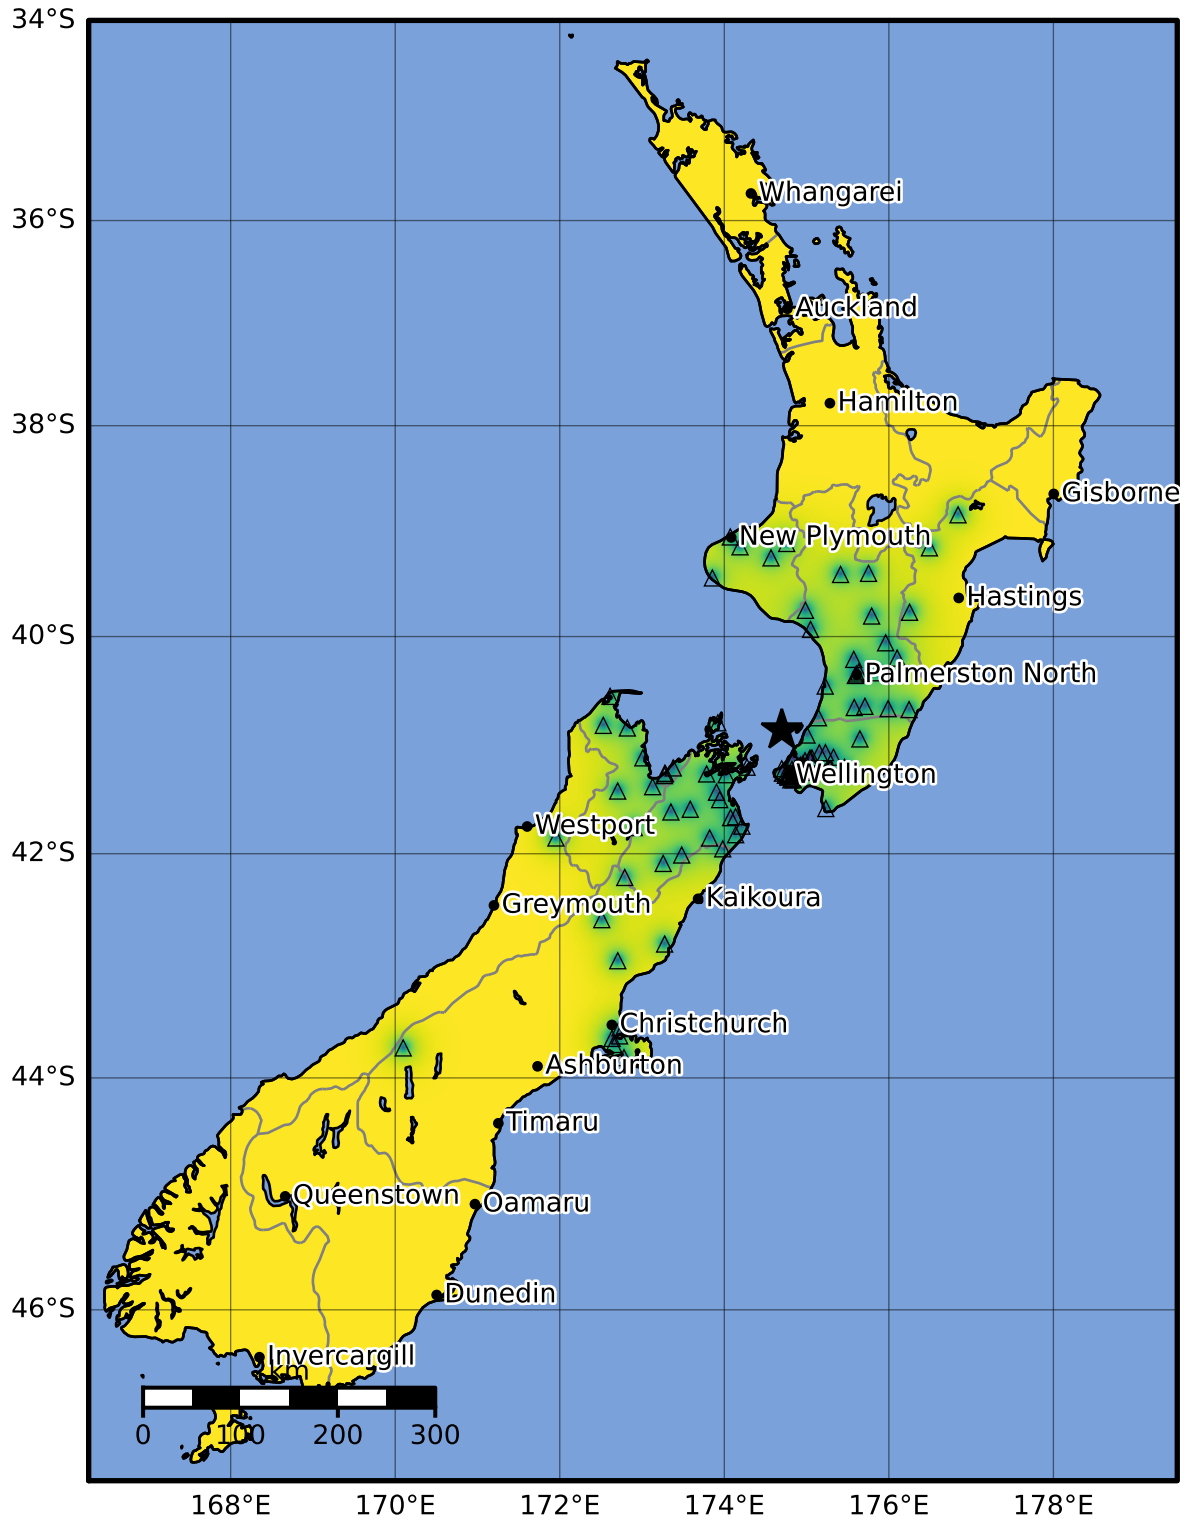 34°S
Whangarei
36°S
Auckland
Hamilton
38°S
Gisborne
New Plymouth
Hastings
40°S
Palmerston North
Wellington
Westport
42°S
Kaikoura
Greymouth
Christchurch
Ashburton
44°S
Timaru
Queenstown
Oamaru
Dunedin
46°S
Invercargill
km
0 100 200 300
168°E 170°E 172°E 174°E 176°E 178°E